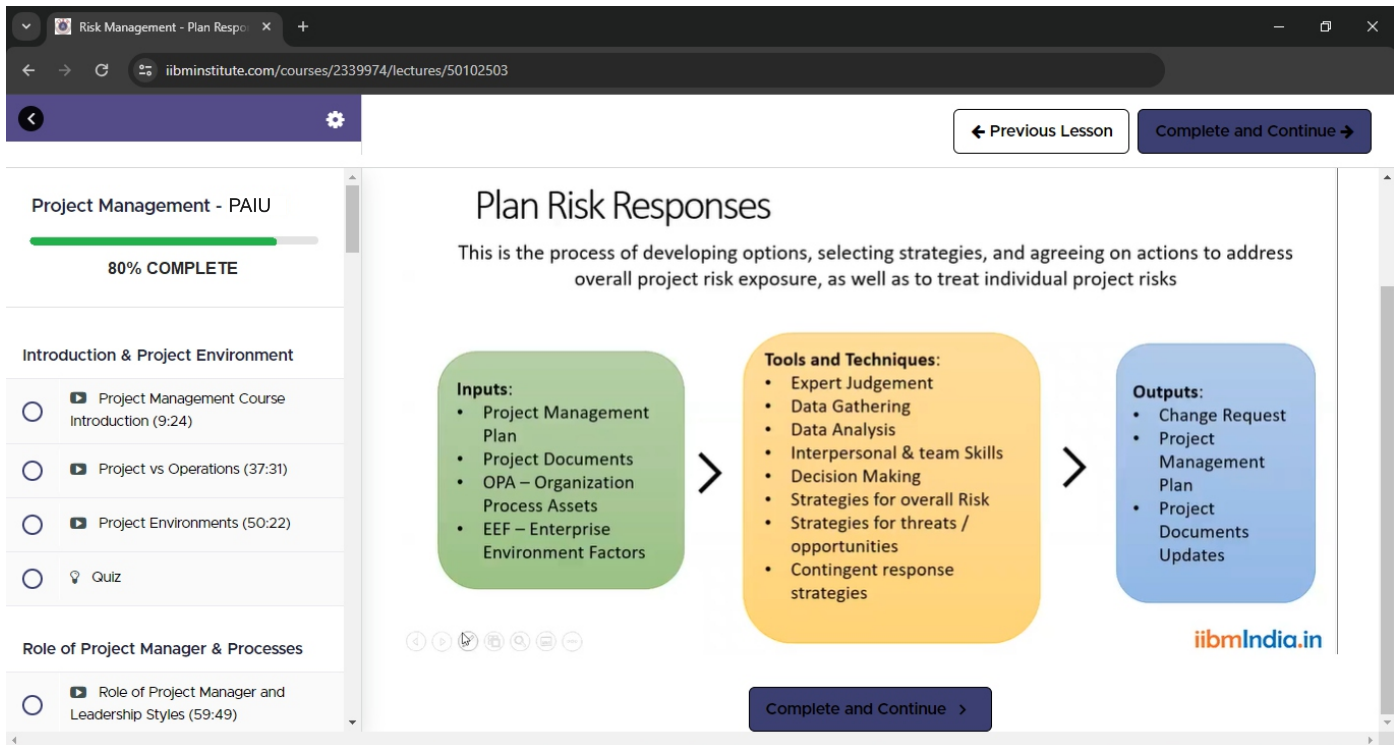 Risk Management - Plan Respo
iibminstitute.com/courses/2339974/lectures/50102503
Previous Lesson
Complete and Continue
Project Management - PAIU
80% COMPLETE
Introduction & Project Environment
Project Management Course
Introduction (9:24)
Project vs Operations (37:31)
Project Environments (50:22)
Quiz
Role of Project Manager & Processes
Role of Project Manager and
Leadership Styles (59:49)
Plan Risk Responses
This is the process of developing options, selecting strategies, and agreeing on actions to address
overall project risk exposure, as well as to treat individual project risks
Inputs:
• Project Management
Plan
• Project Documents
• OPA – Organization
Process Assets
• EEF – Enterprise
Environment Factors
Tools and Techniques:
• Expert Judgement
• Data Gathering
• Data Analysis
• Interpersonal & team Skills
• Decision Making
• Strategies for overall Risk
• Strategies for threats /
opportunities
• Contingent response
strategies
Outputs:
• Change Request
• Project
Management
Plan
• Project
Documents
Updates
iibmIndia.in
Complete and Continue